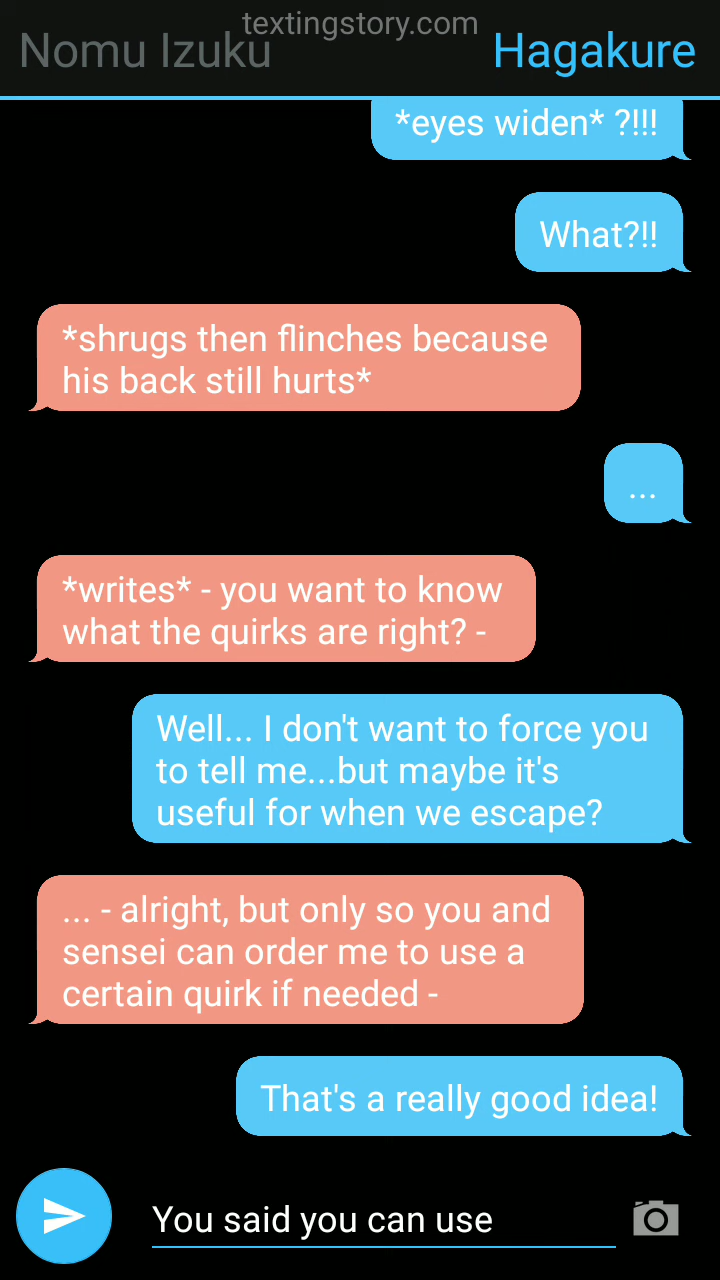 textingstory.com
Nomu Izuku
Hagakure
*eyes widen* ?!!!
What?!!
*shrugs then flinches because
his back still hurts*
...
*writes* - you want to know
what the quirks are right? -
Well... I don't want to force you
to tell me...but maybe it's
useful for when we escape?
... - alright, but only so you and
sensei can order me to use a
certain quirk if needed -
That's a really good idea!
You said you can use